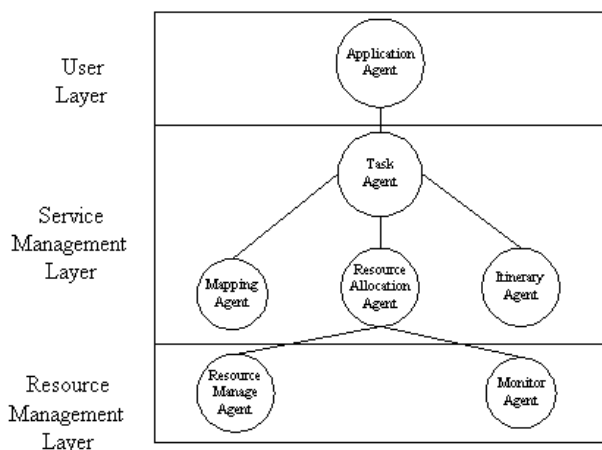 Application
Agent
User
Layer
Task
Agent
Service
Management
Layer
Mapping
Agent
Resource
Allocation
Agent
Itinerary
Agent
Resource
Management
Layer
Resource
Manage
Agent
Monitor
Agent